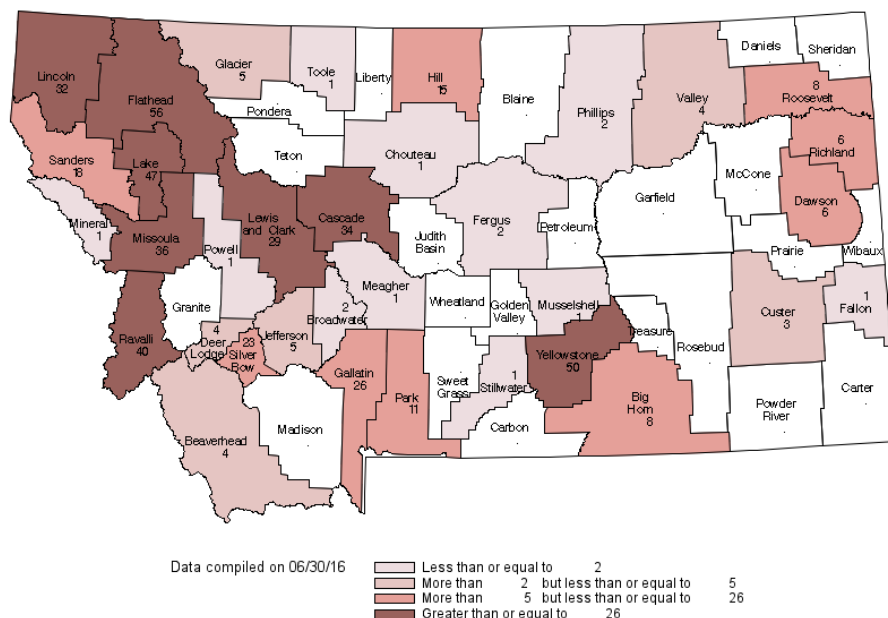 Daniels
Sheridan
Glacier
5
Toole
1
Liberty
Hill
15
Lincoln
32
Flathead
56
Blaine
Phillips
2
Valley
4
8
Roosevelt
Pondera
Teton
Chouteau
1
6
Richland
Sanders
18
Lake
47
McCone
Garfield
Dawson
6
Mineral
1
Missoula
36
Powell
1
Lewis
and Clark
29
Cascade
34
Judith
Basin
Fergus
2
Petroleum
Prairie
Wibaux
Granite
Meagher
1
2
Broadwater
Wheatland
Golden
Valley
Musselshell
1
Treasure
Rosebud
Custer
3
1
Fallon
Ravalli
40
4
Deer
Lodge
23
Silver
Bow
Jefferson
5
Gallatin
26
Park
11
Sweet
Grass
1
Stillwater
Yellowstone
50
Big
Horn
8
Powder
River
Carter
Beaverhead
4
Madison
Carbon
Data compiled on 06/30/16
Less than or equal to 2
More than 2 but less than or equal to 5
More than 5 but less than or equal to 26
Greater than or equal to 26